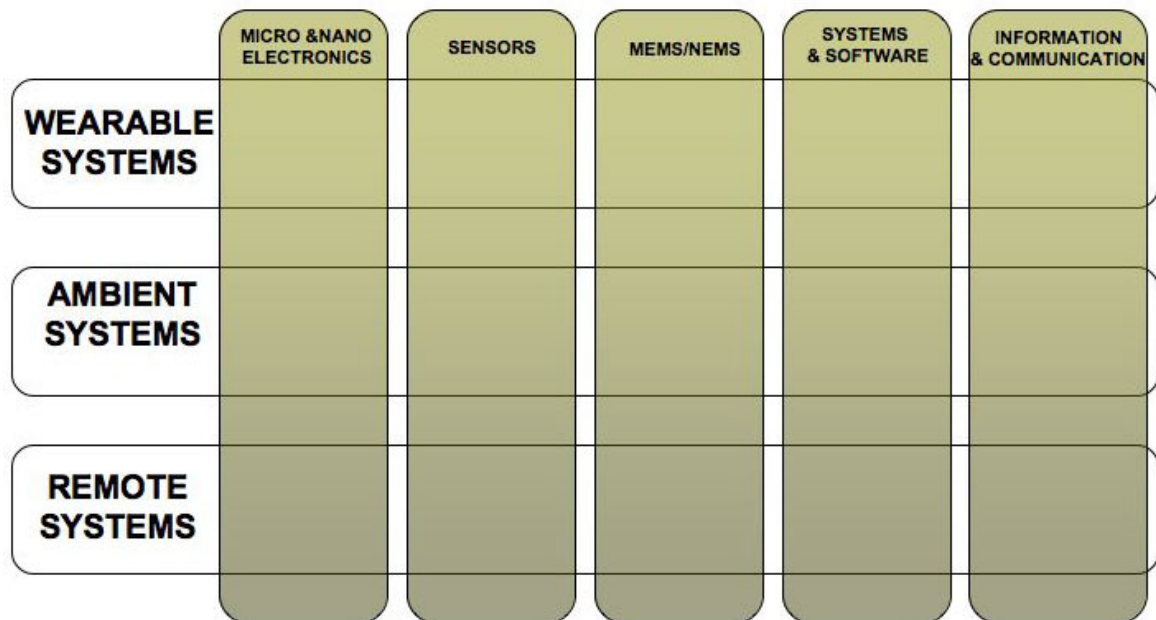 MICRO &NANO
ELECTRONICS
SENSORS
MEMS/NEMS
SYSTEMS
& SOFTWARE
INFORMATION
& COMMUNICATION
WEARABLE
SYSTEMS
AMBIENT
SYSTEMS
REMOTE
SYSTEMS